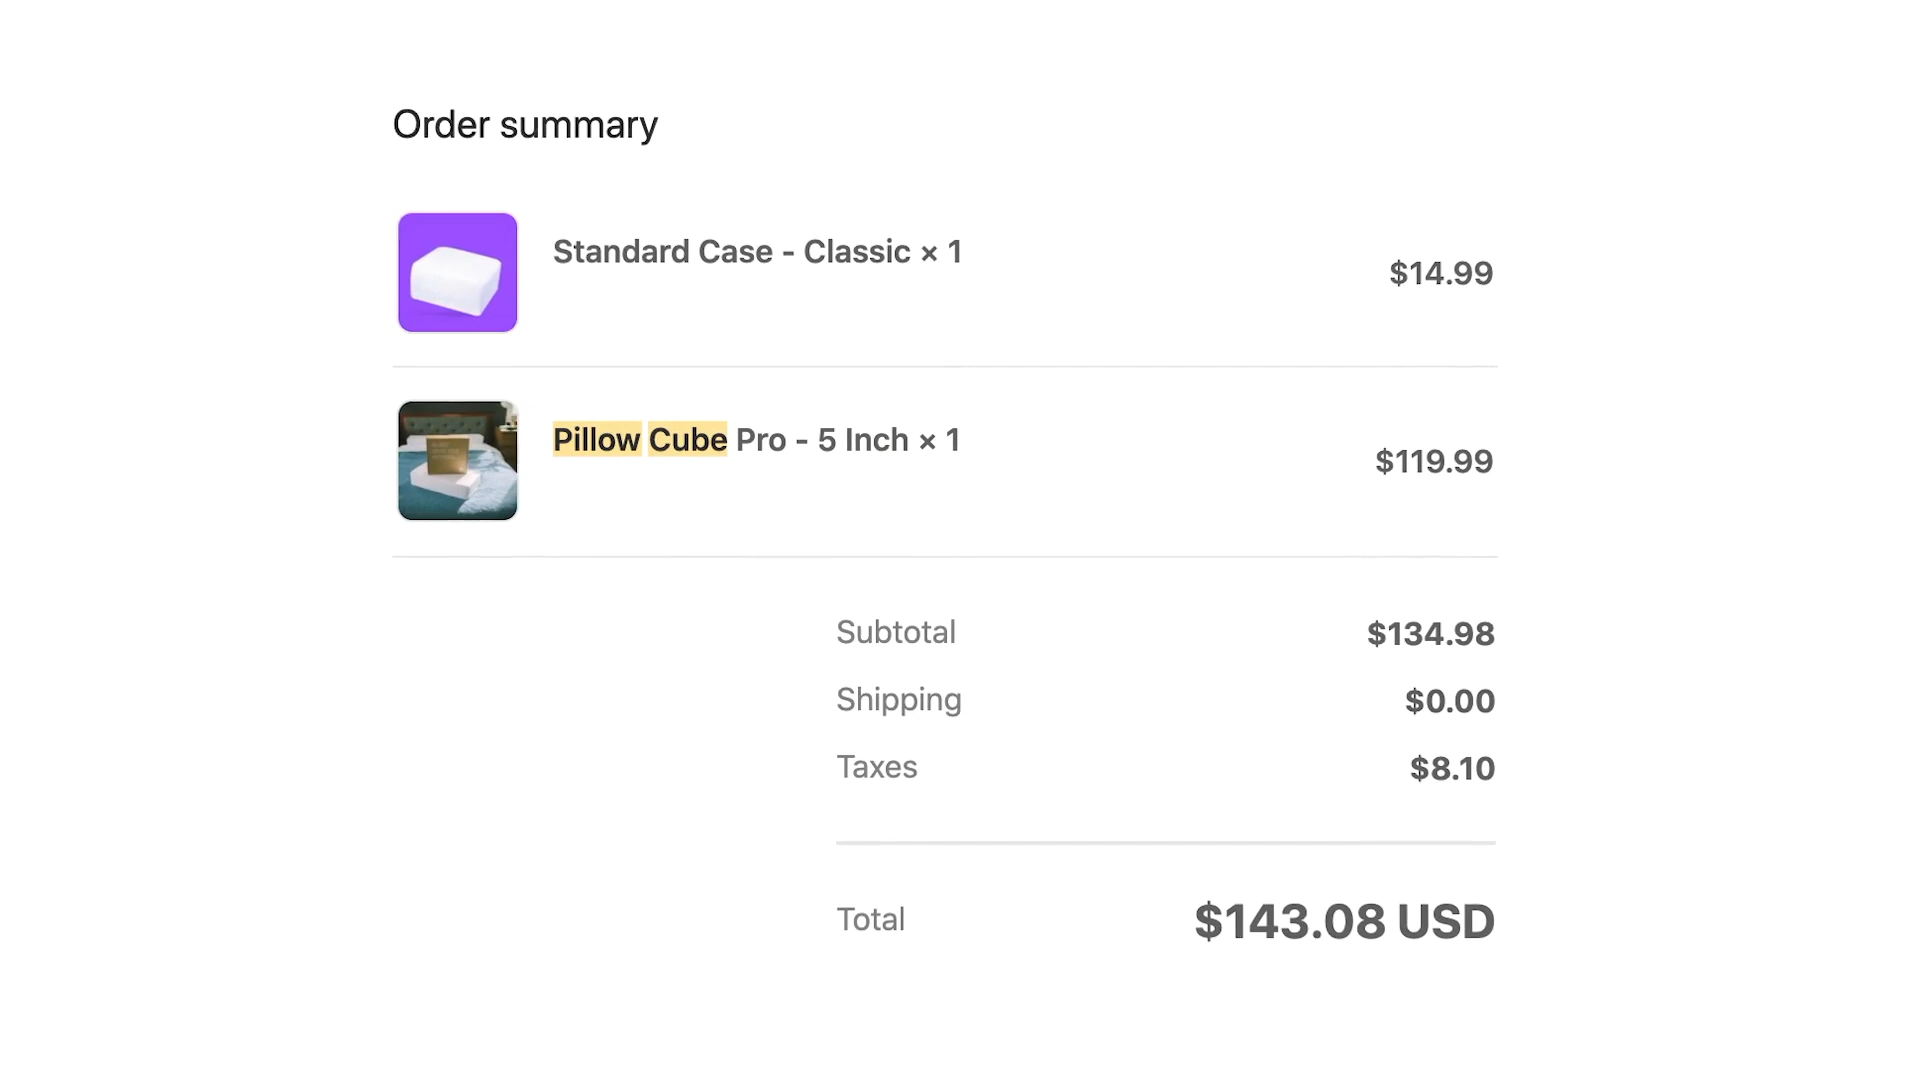 Order summary
Standard Case - Classic × 1
$14.99
Pillow Cube Pro - 5 Inch × 1
$119.99
Subtotal $134.98
Shipping $0.00
Taxes $8.10
Total $143.08 USD